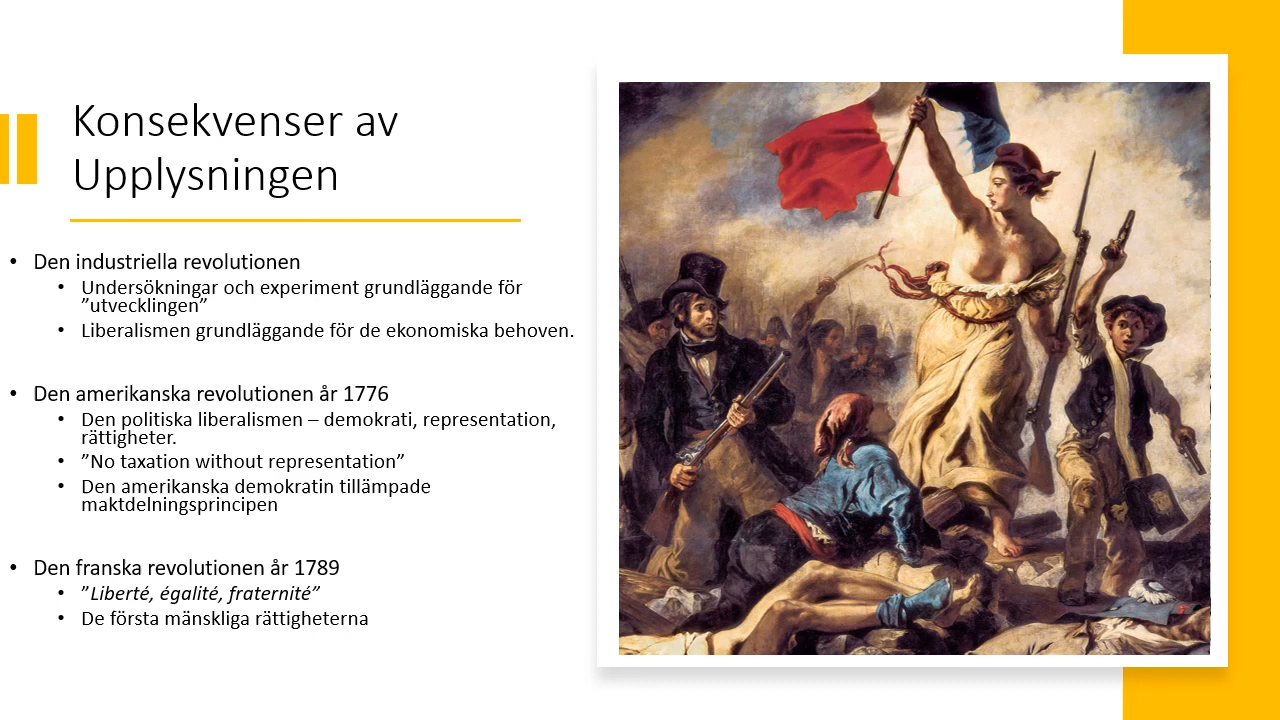 Konsekvenser av
Upplysningen
• Den industriella revolutionen
• Undersökningar och experiment grundläggande för
”utvecklingen”
• Liberalismen grundläggande för de ekonomiska behoven.
• Den amerikanska revolutionen år 1776
• Den politiska liberalismen – demokrati, representation,
rättigheter.
• ”No taxation without representation”
• Den amerikanska demokratin tillämpade
maktdelningsprincipen
• Den franska revolutionen år 1789
• ”Liberté, égalité, fraternité”
• De första mänskliga rättigheterna